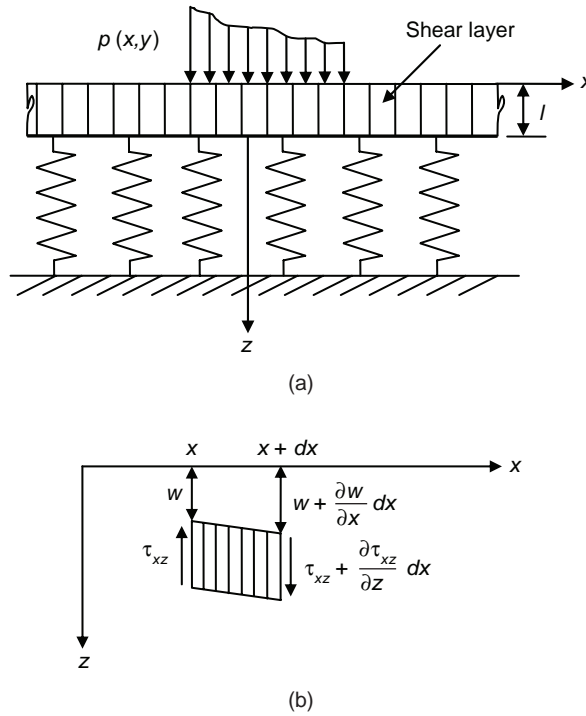 p (x,y)
Shear layer
x
l
z
(a)
x
x + dx
x
w
w + ∂w/∂x dx
τxz
τxz + ∂τxz/∂z dx
z
(b)